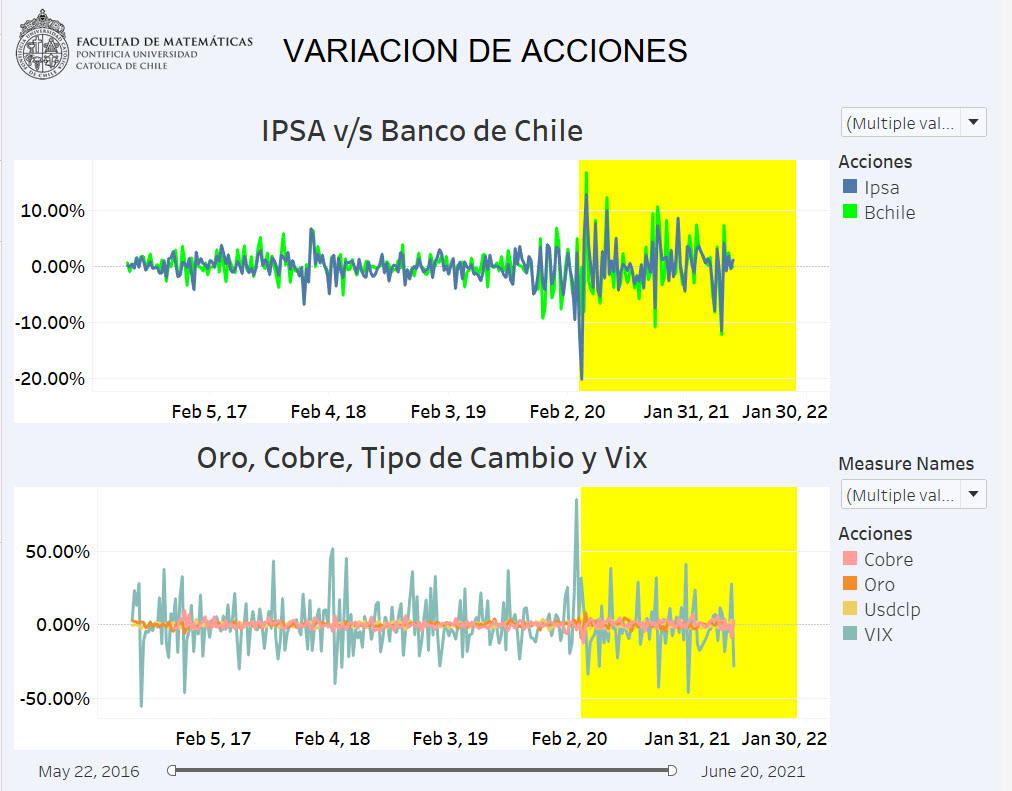 FACULTAD DE MATEMÁTICAS
PONTIFICIA UNIVERSIDAD
CATÓLICA DE CHILE
VARIACION DE ACCIONES
IPSA v/s Banco de Chile
(Multiple val...
Acciones
Ipsa
Bchile
10.00%
0.00%
-10.00%
-20.00%
Feb 5, 17 Feb 4, 18 Feb 3, 19 Feb 2, 20 Jan 31, 21 Jan 30, 22
Oro, Cobre, Tipo de Cambio y Vix
Measure Names
(Multiple val...
Acciones
Cobre
Oro
Usdclp
VIX
50.00%
0.00%
-50.00%
Feb 5, 17 Feb 4, 18 Feb 3, 19 Feb 2, 20 Jan 31, 21 Jan 30, 22
May 22, 2016 June 20, 2021